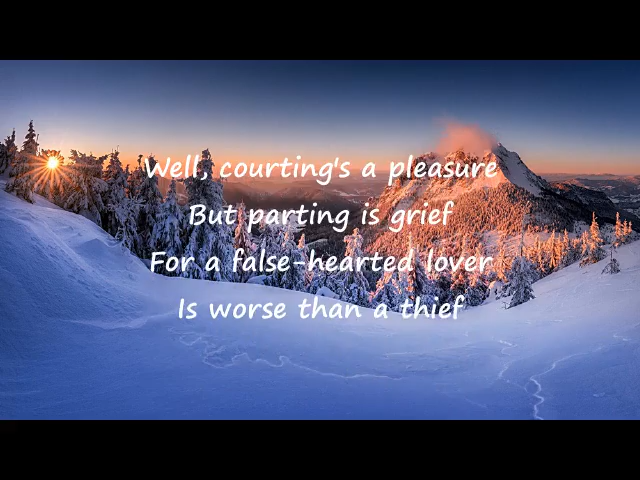 Well, courting's a pleasure
But parting is grief
For a false-hearted lover
Is worse than a thief